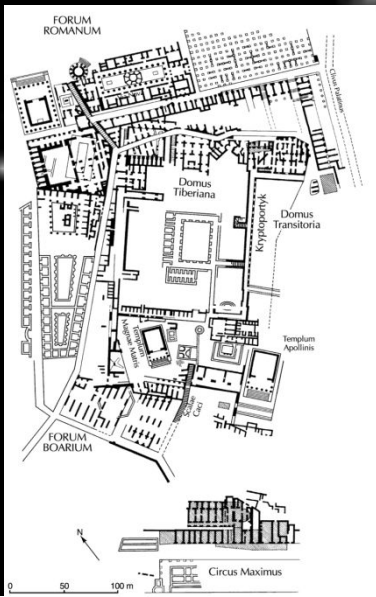 FORUM
ROMANUM
Clivus Palatinus
Domus
Tiberiana
Kryptoportyk
Domus
Transitoria
Templum
Magnae Matris
Templum
Apollinis
Scalae
Caci
FORUM
BOARIUM
N
Circus Maximus
0 50 100 m